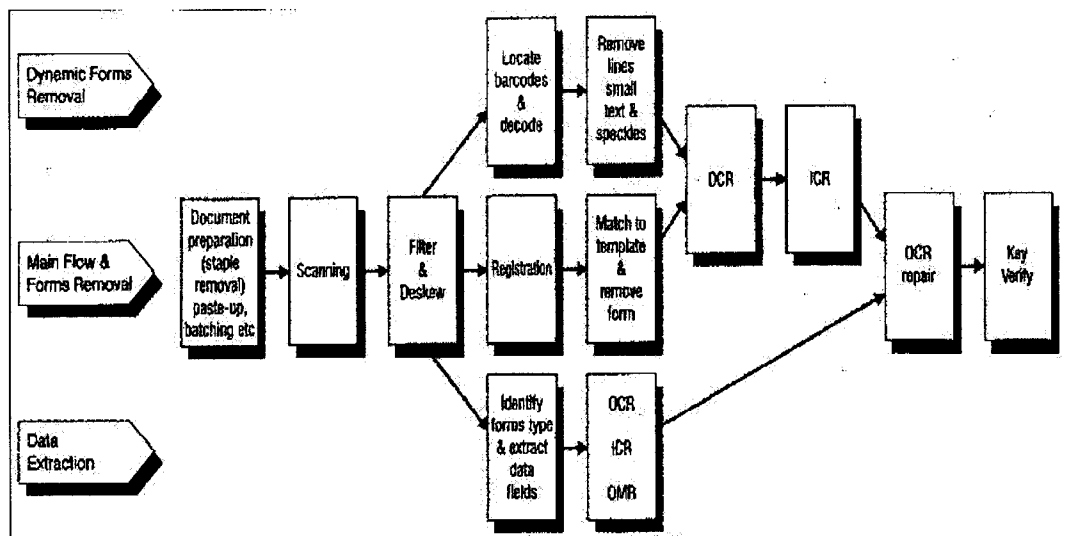 Dynamic Forms
Removal
Locate
barcodes
&
decode
Remove
lines
small
text &
speckles
OCR
ICR
Main Flow &
Forms Removal
Document
preparation
(staple
removal)
paste-up,
batching etc
Scanning
Filter
&
Deskew
Registration
Match to
template
&
remove
form
OCR
repair
Key
Verify
Data
Extraction
Identify
forms type
& extract
data
fields
OCR
ICR
OMR